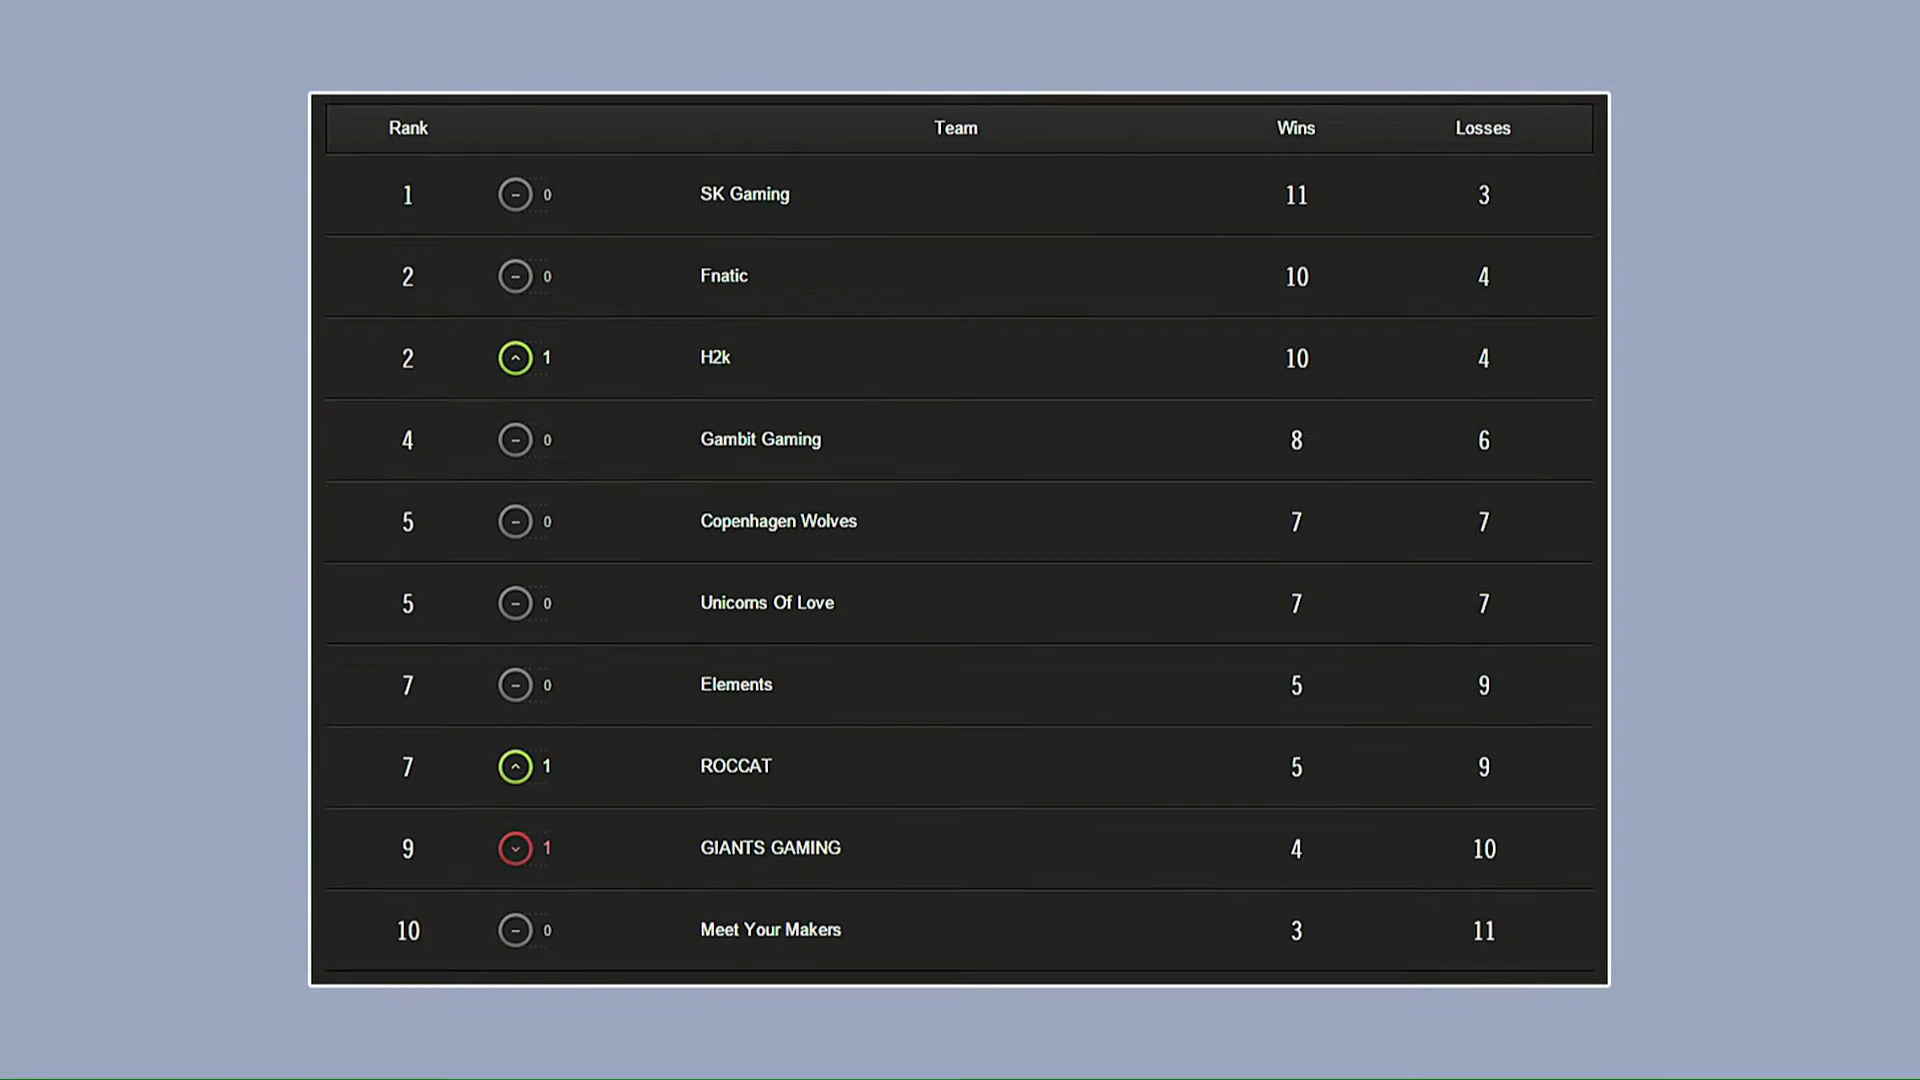 Rank Team Wins Losses
1 0 SK Gaming 11 3
2 0 Fnatic 10 4
2 1 H2k 10 4
4 0 Gambit Gaming 8 6
5 0 Copenhagen Wolves 7 7
5 0 Unicorns Of Love 7 7
7 0 Elements 5 9
7 1 ROCCAT 5 9
9 1 GIANTS GAMING 4 10
10 0 Meet Your Makers 3 11